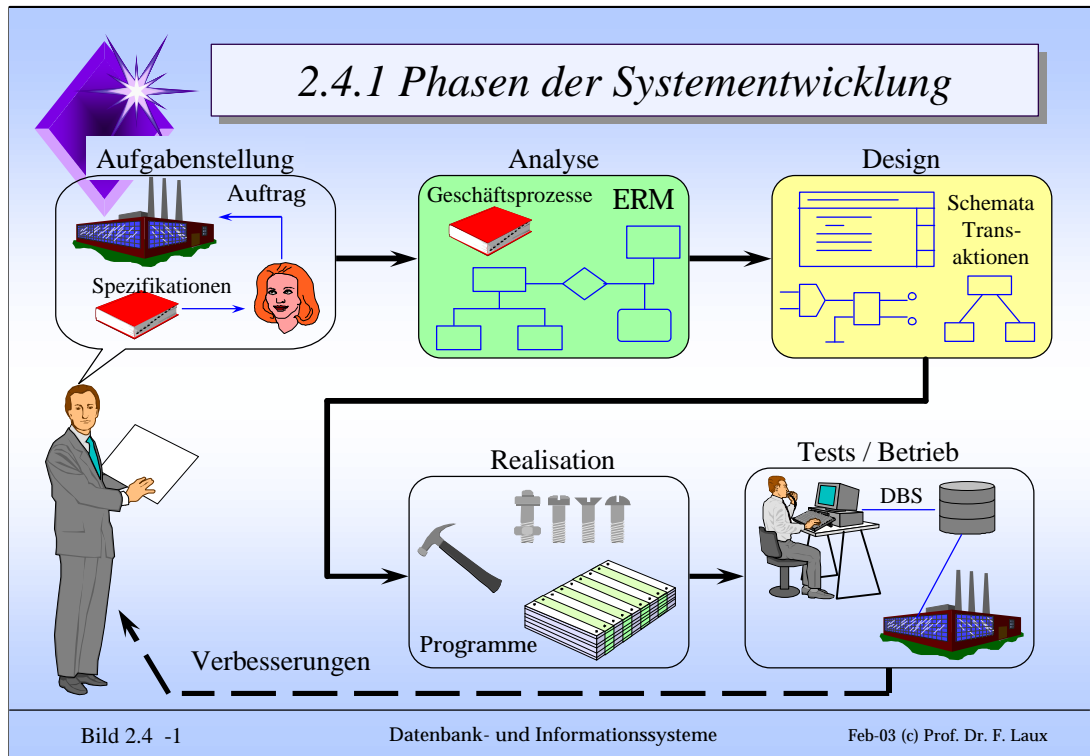 2.4.1 Phasen der Systementwicklung
Aufgabenstellung
Auftrag
Spezifikationen
Analyse
Geschäftsprozesse
ERM
Design
Schemata
Trans-
aktionen
Realisation
Programme
Tests / Betrieb
DBS
Verbesserungen
Bild 2.4 -1
Datenbank- und Informationssysteme
Feb-03 (c) Prof. Dr. F. Laux